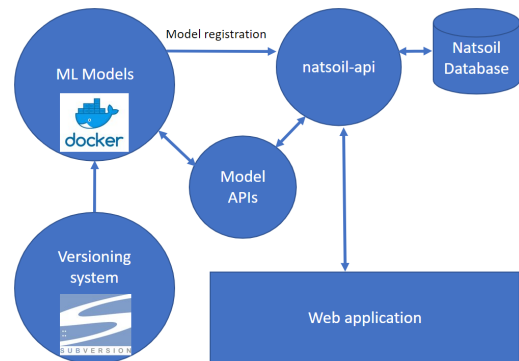 Model registration
ML Models
docker
natsoil-api
Natsoil
Database
Model
APIs
Versioning
system
SUBVERSION
Web application